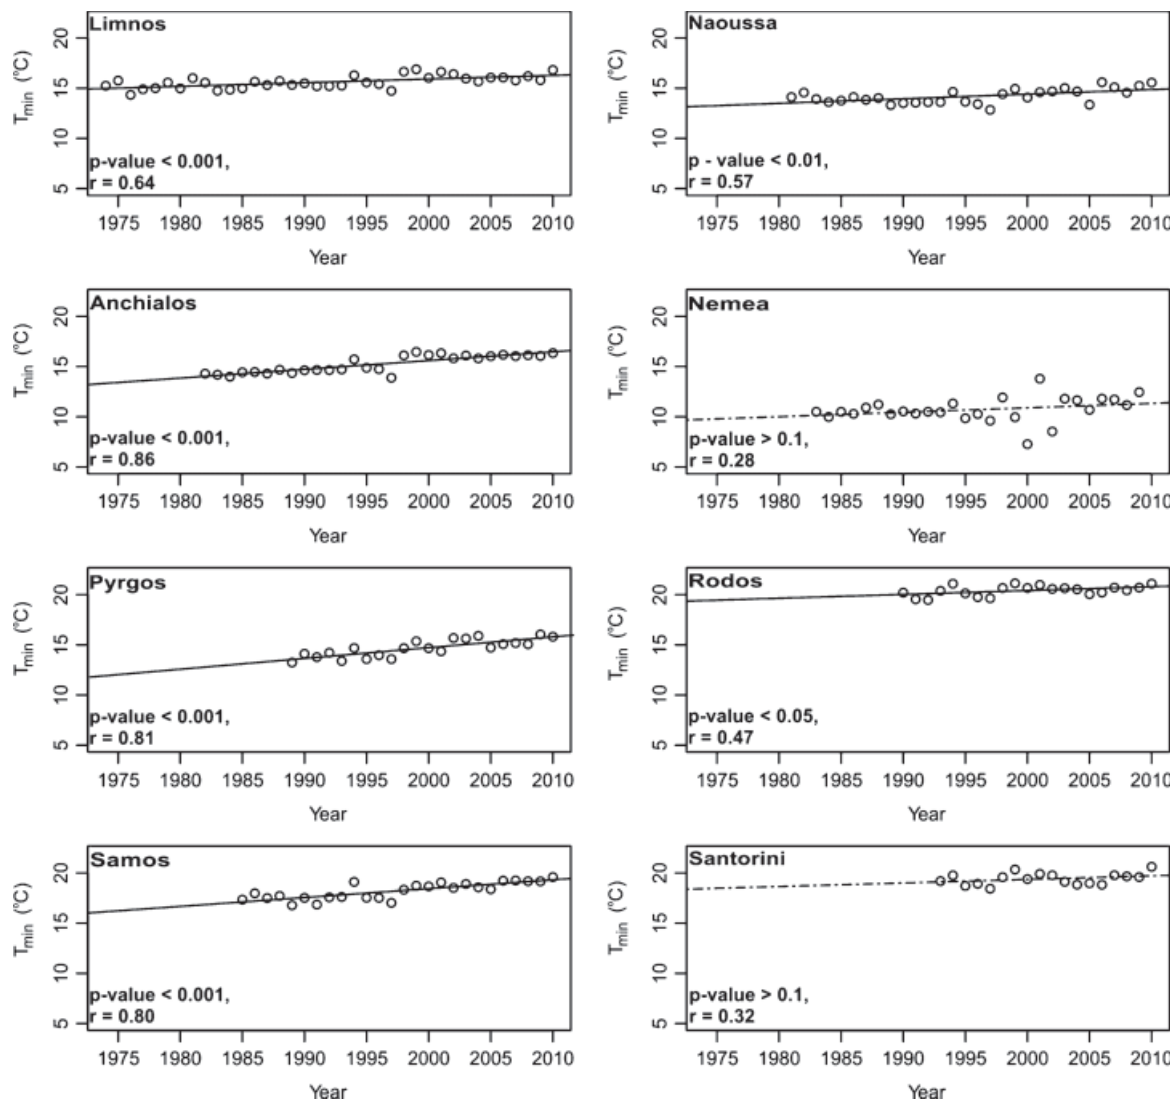 Limnos
T_min (°C)
20
15
10
5
p-value < 0.001,
r = 0.64
1975 1980 1985 1990 1995 2000 2005 2010
Year
Naoussa
T_min (°C)
20
15
10
5
p - value < 0.01,
r = 0.57
1975 1980 1985 1990 1995 2000 2005 2010
Year
Anchialos
T_min (°C)
20
15
10
5
p-value < 0.001,
r = 0.86
1975 1980 1985 1990 1995 2000 2005 2010
Year
Nemea
T_min (°C)
20
15
10
5
p-value > 0.1,
r = 0.28
1975 1980 1985 1990 1995 2000 2005 2010
Year
Pyrgos
T_min (°C)
20
15
10
5
p-value < 0.001,
r = 0.81
1975 1980 1985 1990 1995 2000 2005 2010
Year
Rodos
T_min (°C)
20
15
10
5
p-value < 0.05,
r = 0.47
1975 1980 1985 1990 1995 2000 2005 2010
Year
Samos
T_min (°C)
20
15
10
5
p-value < 0.001,
r = 0.80
1975 1980 1985 1990 1995 2000 2005 2010
Year
Santorini
T_min (°C)
20
15
10
5
p-value > 0.1,
r = 0.32
1975 1980 1985 1990 1995 2000 2005 2010
Year